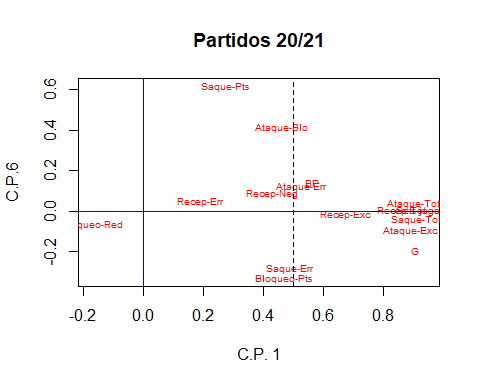 Partidos 20/21
C.P.6
0.6
0.4
0.2
0.0
-0.2
Saque-Pts
Ataque-Blo
BP
Ataque-Err
Recep-Neg
Recep-Err
Recep-Exc
Ataque-Tot
Saque-Tot
Ataque-Exc
queo-Red
G
Saque-Err
Bloqueo-Pts
-0.2 0.0 0.2 0.4 0.6 0.8
C.P. 1